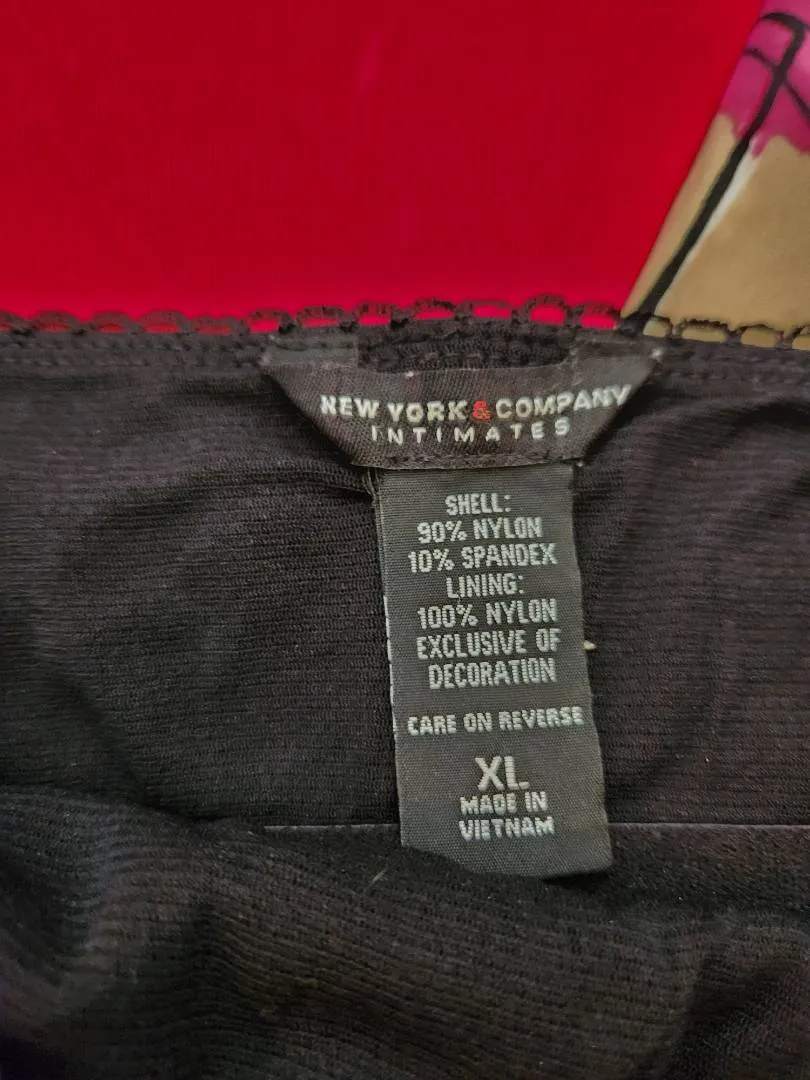 NEW YORK & COMPANY
INTIMATES
SHELL:
90% NYLON
10% SPANDEX
LINING:
100% NYLON
EXCLUSIVE OF
DECORATION
CARE ON REVERSE
XL
MADE IN
VIETNAM